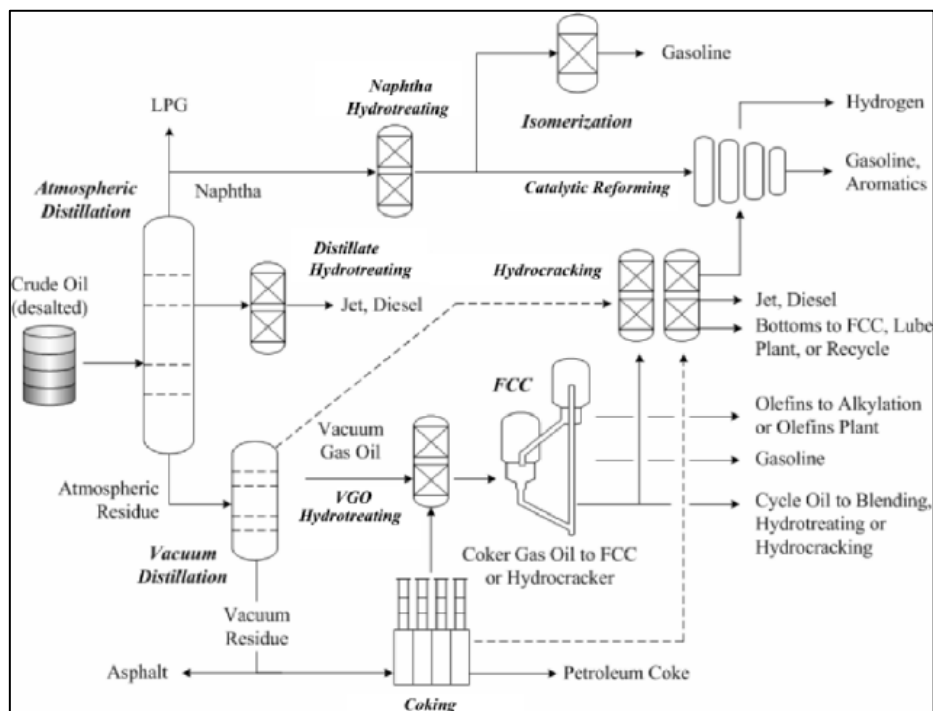 Gasoline
Naphtha
Hydrotreating
LPG
Isomerization
Hydrogen
Gasoline,
Aromatics
Atmospheric
Distillation
Naphtha
Catalytic Reforming
Distillate
Hydrotreating
Hydrocracking
Crude Oil
(desalted)
Jet, Diesel
Jet, Diesel
Bottoms to FCC, Lube
Plant, or Recycle
FCC
Olefins to Alkylation
or Olefins Plant
Vacuum
Gas Oil
Gasoline
Atmospheric
Residue
VGO
Hydrotreating
Cycle Oil to Blending,
Hydrotreating or
Hydrocracking
Vacuum
Distillation
Coker Gas Oil to FCC
or Hydrocracker
Vacuum
Residue
Asphalt
Petroleum Coke
Coking